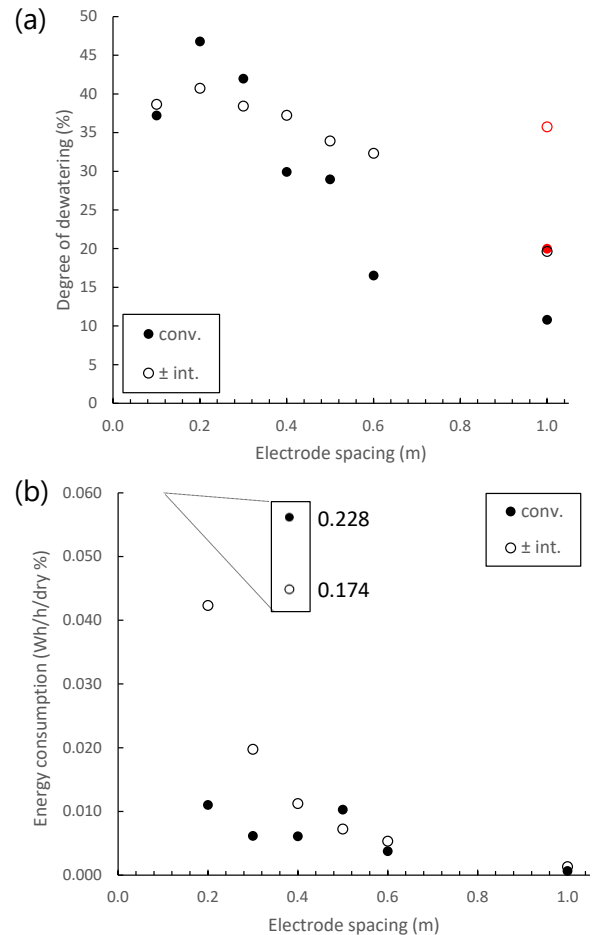 (a)
50
45
40
35
30
25
20
15
10
5
0
Degree of dewatering (%)
conv.
± int.
0.0 0.2 0.4 0.6 0.8 1.0
Electrode spacing (m)
(b)
0.060
0.050
0.040
0.030
0.020
0.010
0.000
Energy consumption (Wh/h/dry %)
0.228
0.174
conv.
± int.
0.0 0.2 0.4 0.6 0.8 1.0
Electrode spacing (m)